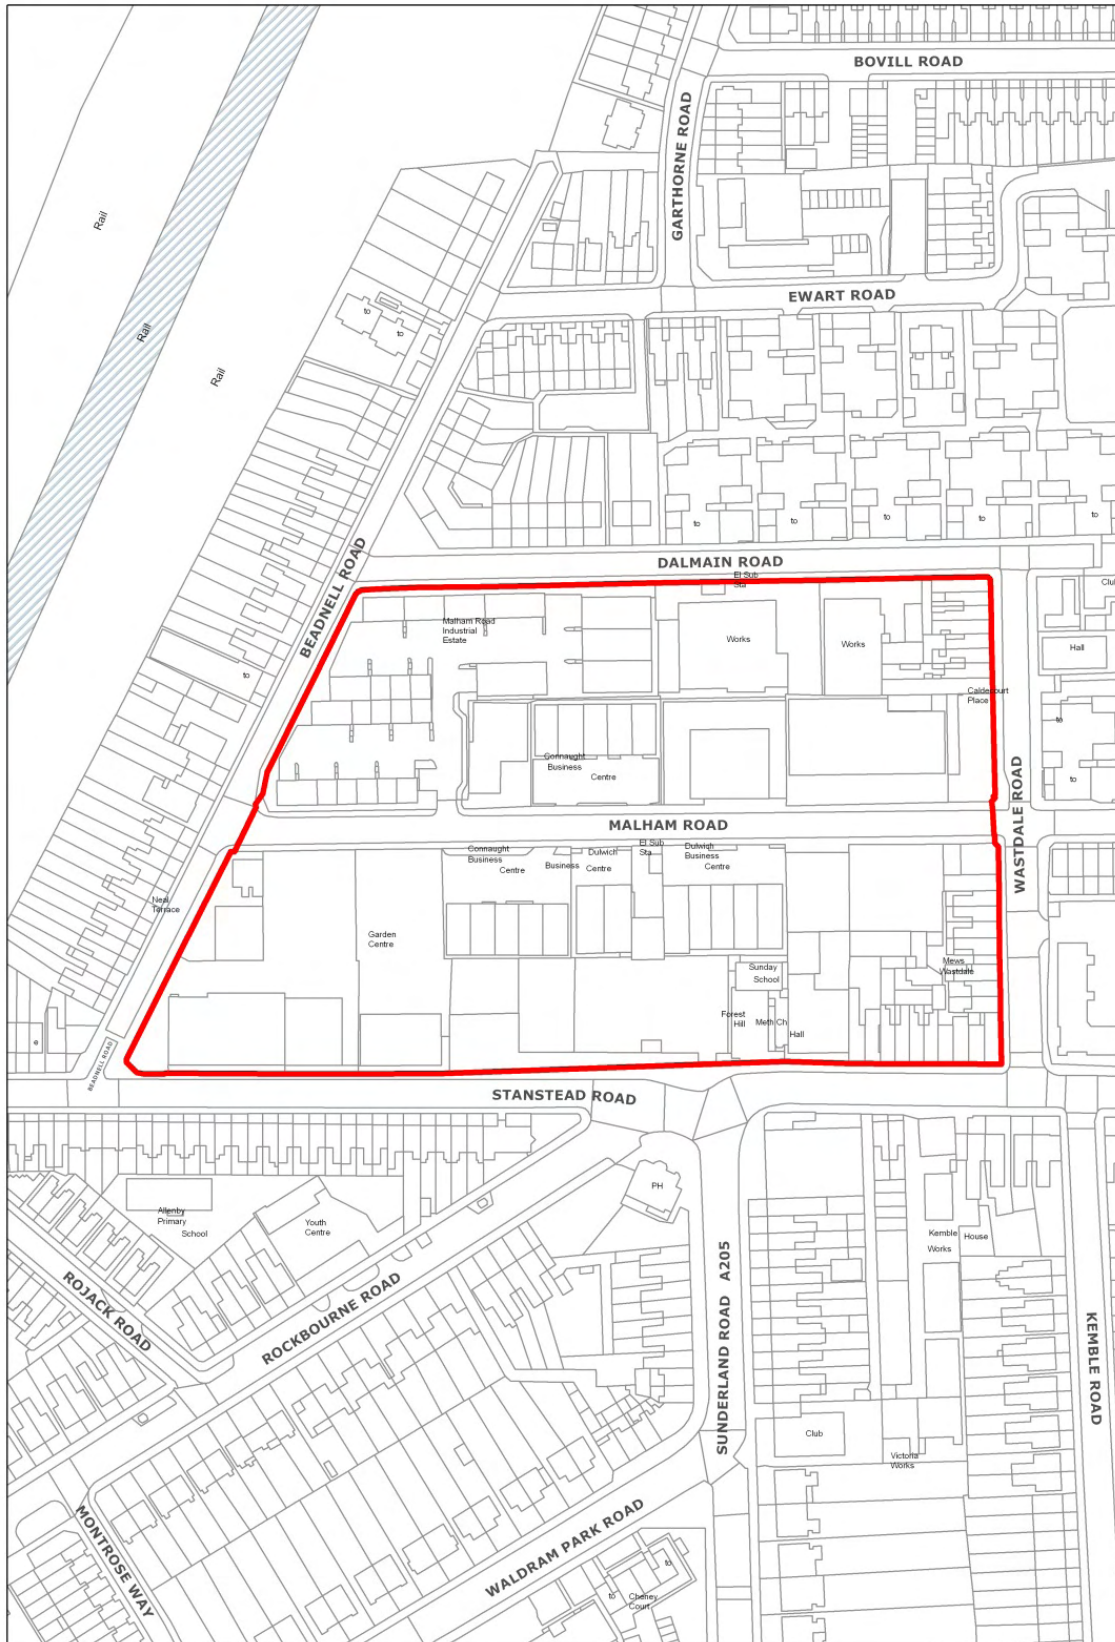 BOVILL ROAD
GARTHORNE ROAD
Rail
EWART ROAD
to
Rail
to
Rail
to
to
to
to
to
BEADNELL ROAD
DALMAIN ROAD
El Sub
Sta
Club
Malham Road
Industrial
Estate
Works
Works
Hall
to
Caldecourt
Place
to
Connaught
Business
Centre
to
WASTDALE ROAD
MALHAM ROAD
Connaught
Business
Centre
Business
Dulwich
Centre
El Sub
Sta
Dulwich
Business
Centre
Neal
Terrace
Garden
Centre
Mews
Wastdale
Sunday
School
Forest
Hill
Meth Ch
Hall
BEADNELL ROAD
STANSTEAD ROAD
Allenby
Primary
School
Youth
Centre
PH
Kemble
House
Works
ROJACK ROAD
ROCKBOURNE ROAD
SUNDERLAND ROAD A205
KEMBLE ROAD
Club
Victoria
Works
MONTROSE WAY
WALDRAM PARK ROAD
to
to
Cheney
Court